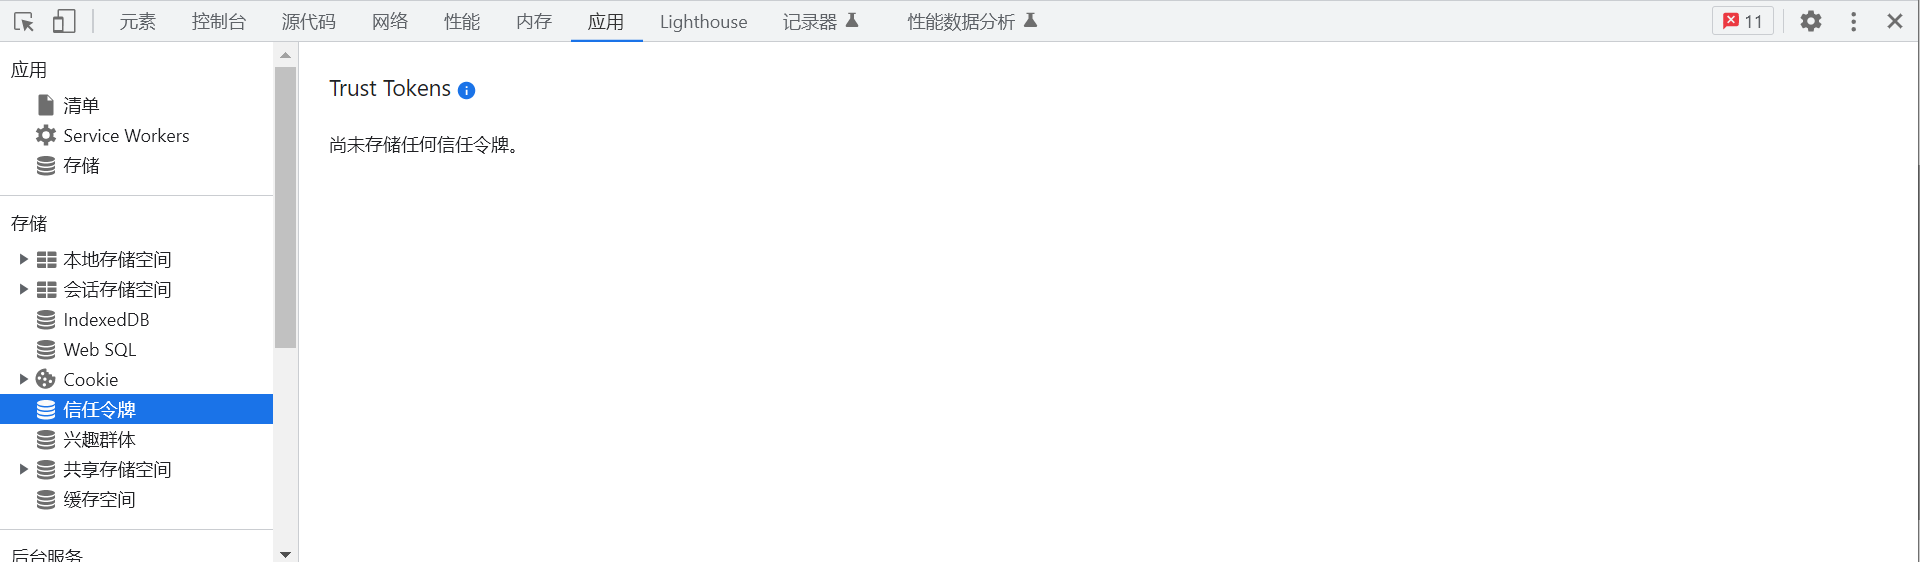 元素 控制台 源代码 网络 性能 内存 应用 Lighthouse 记录器 性能数据分析 11
应用
清单
Service Workers
存储
存储
本地存储空间
会话存储空间
IndexedDB
Web SQL
Cookie
信任令牌
兴趣群体
共享存储空间
缓存空间
后台服务
Trust Tokens
尚未存储任何信任令牌。